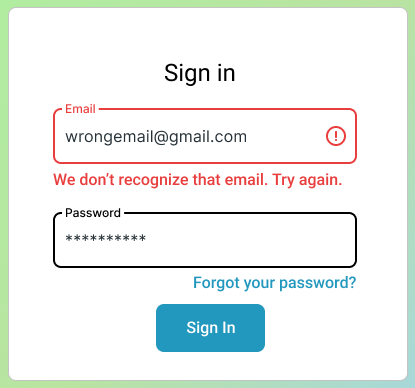 Sign in
Email
wrongemail@gmail.com
We don’t recognize that email. Try again.
Password
**********
Forgot your password?
Sign In